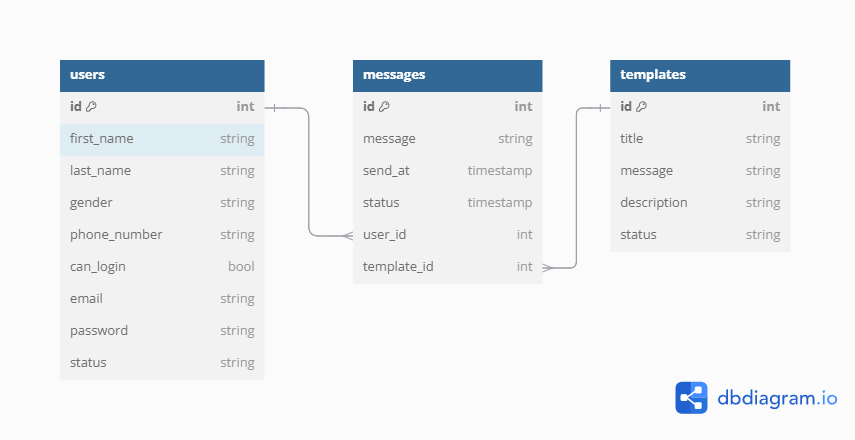 users
id int
first_name string
last_name string
gender string
phone_number string
can_login bool
email string
password string
status string
messages
id int
message string
send_at timestamp
status timestamp
user_id int
template_id int
templates
id int
title string
message string
description string
status string
dbdiagram.io